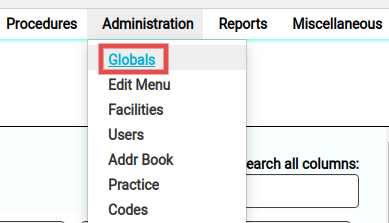 Procedures Administration Reports Miscellaneous
Globals
Edit Menu
Facilities
Users
Addr Book
earch all columns:
Practice
Codes